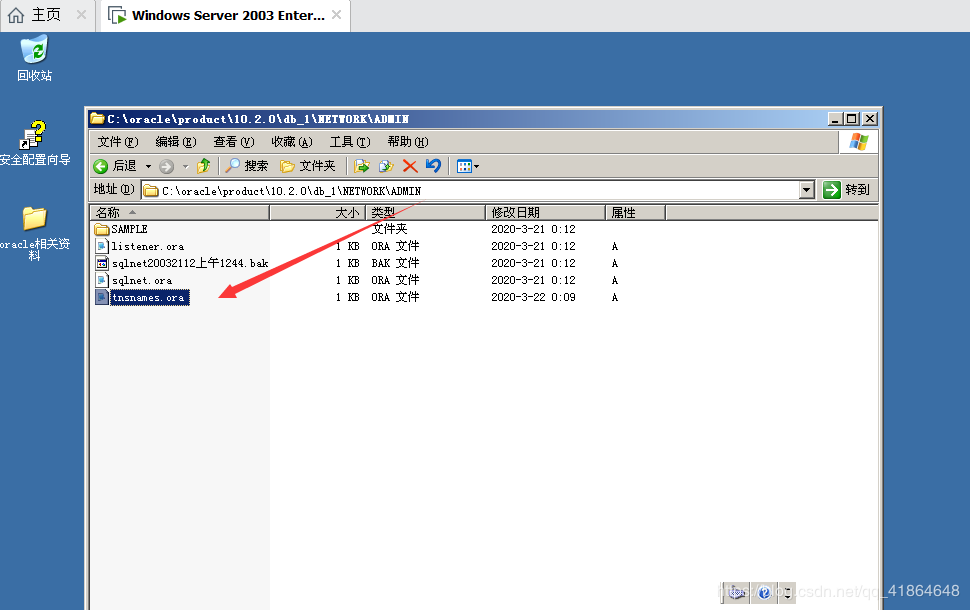 主页 Windows Server 2003 Enter...
回收站
安全配置向导
oracle相关资
料
C:\oracle\product\10.2.0\db_1\NETWORK\ADMIN
文件(F) 编辑(E) 查看(V) 收藏(A) 工具(T) 帮助(H)
后退 搜索 文件夹
地址(D) C:\oracle\product\10.2.0\db_1\NETWORK\ADMIN 转到
名称 大小 类型 修改日期 属性
SAMPLE 文件夹 2020-3-21 0:12
listener.ora 1 KB ORA 文件 2020-3-21 0:12 A
sqlnet20032112上午1244.bak 1 KB BAK 文件 2020-3-21 0:12 A
sqlnet.ora 1 KB ORA 文件 2020-3-21 0:12 A
tnsnames.ora 1 KB ORA 文件 2020-3-22 0:09 A
https://blog.csdn.net/qq_41864648